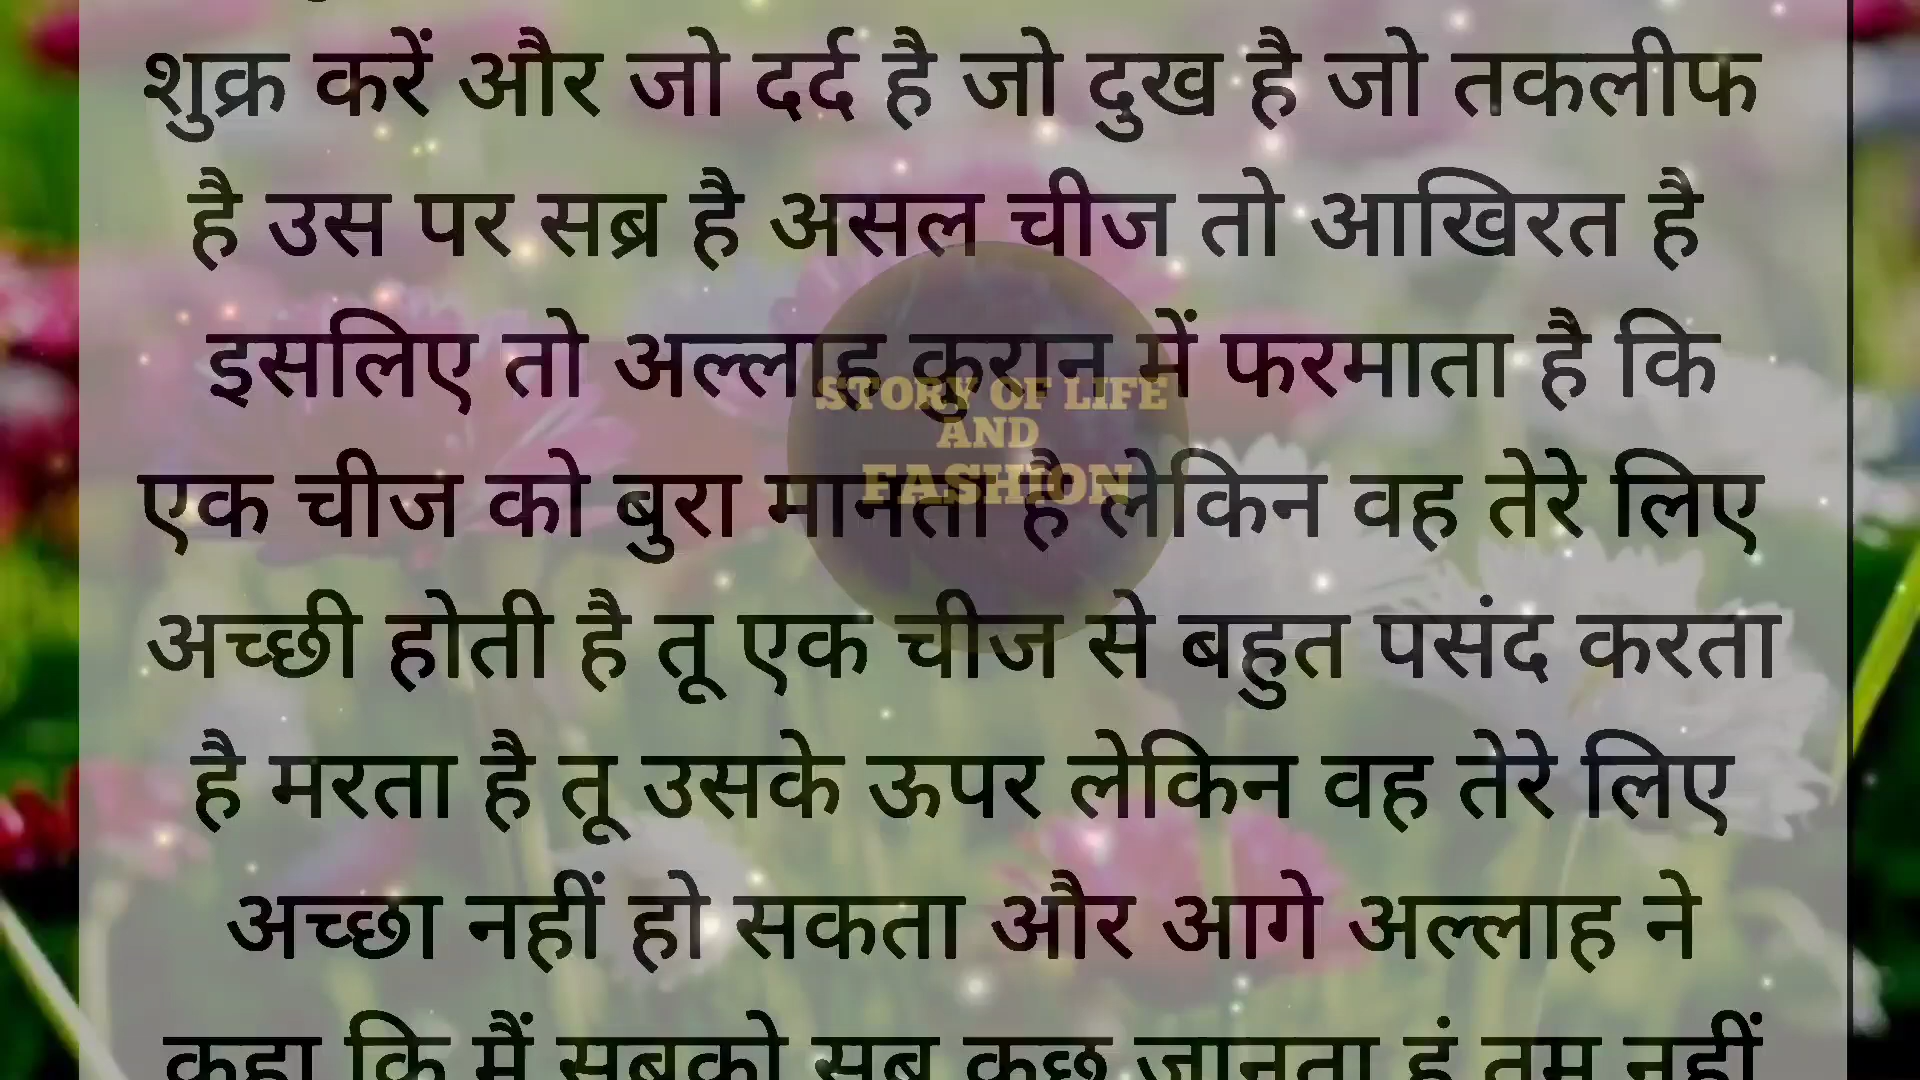 शुक्र करें और जो दर्द है जो दुख है जो तकलीफ
है उस पर सब्र है असल चीज तो आखिरत है
इसलिए तो अल्लाह कुरान में फरमाता है कि
एक चीज को बुरा मानता है लेकिन वह तेरे लिए
अच्छी होती है तू एक चीज से बहुत पसंद करता
है मरता है तू उसके ऊपर लेकिन वह तेरे लिए
अच्छा नहीं हो सकता और आगे अल्लाह ने
कहा कि मैं सबको सब कुछ जानता हूं तुम नहीं
STORY OF LIFE
AND
FASHION